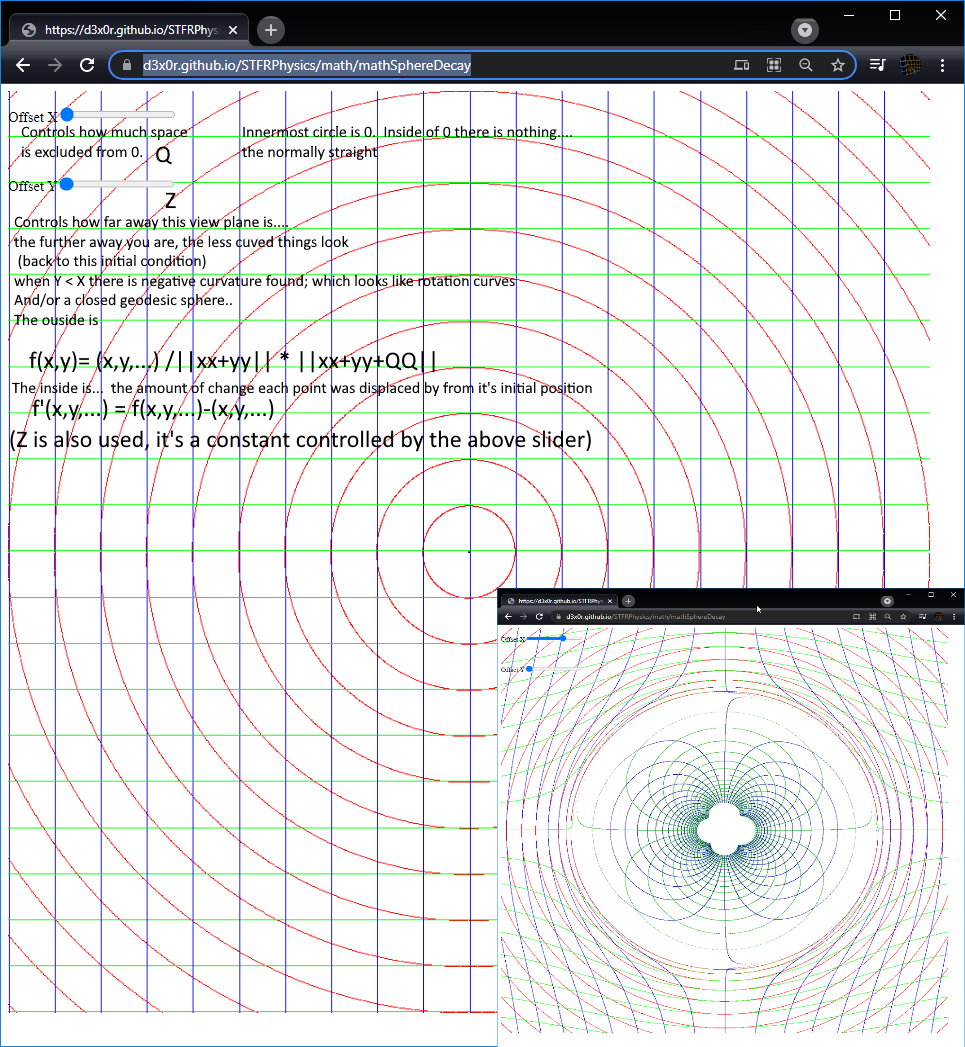 https://d3x0r.github.io/STFRPhys
d3x0r.github.io/STFRPhysics/math/mathSphereDecay
Offset X
Controls how much space
is excluded from 0. Q
Innermost circle is 0. Inside of 0 there is nothing....
the normally straight
Offset Y
Z
Controls how far away this view plane is....
the further away you are, the less cuved things look
(back to this initial condition)
when Y < X there is negative curvature found; which looks like rotation curves
And/or a closed geodesic sphere..
The ouside is
f(x,y)= (x,y,...) /||xx+yy|| * ||xx+yy+QQ||
The inside is... the amount of change each point was displaced by from it's initial position
f'(x,y,...) = f(x,y,...)-(x,y,...)
(Z is also used, it's a constant controlled by the above slider)
https://d3x0r.github.io/STFRPhys
d3x0r.github.io/STFRPhysics/math/mathSphereDecay
Offset X
Offset Y